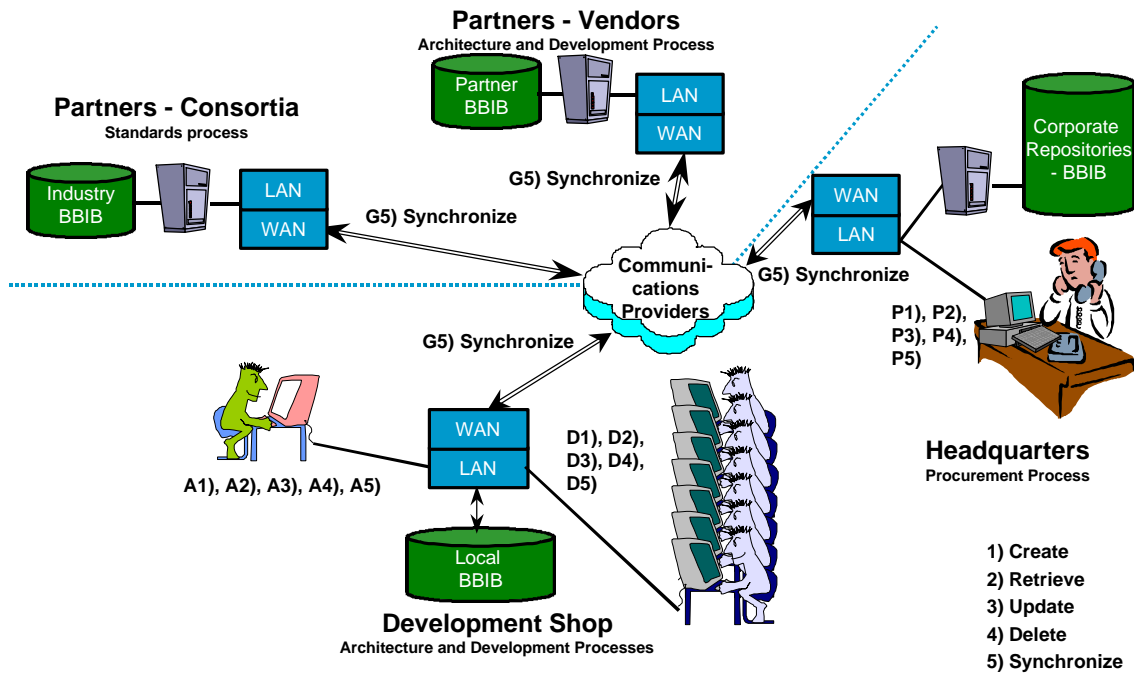 Partners - Vendors
Architecture and Development Process
Partner
BBIB
LAN
WAN
Partners - Consortia
Standards process
Industry
BBIB
LAN
WAN
G5) Synchronize
G5) Synchronize
Corporate
Repositories
- BBIB
WAN
LAN
G5) Synchronize
Communi-
cations
Providers
P1), P2),
P3), P4),
P5)
Headquarters
Procurement Process
G5) Synchronize
WAN
LAN
A1), A2), A3), A4), A5)
D1), D2),
D3), D4),
D5)
Local
BBIB
Development Shop
Architecture and Development Processes
1) Create
2) Retrieve
3) Update
4) Delete
5) Synchronize